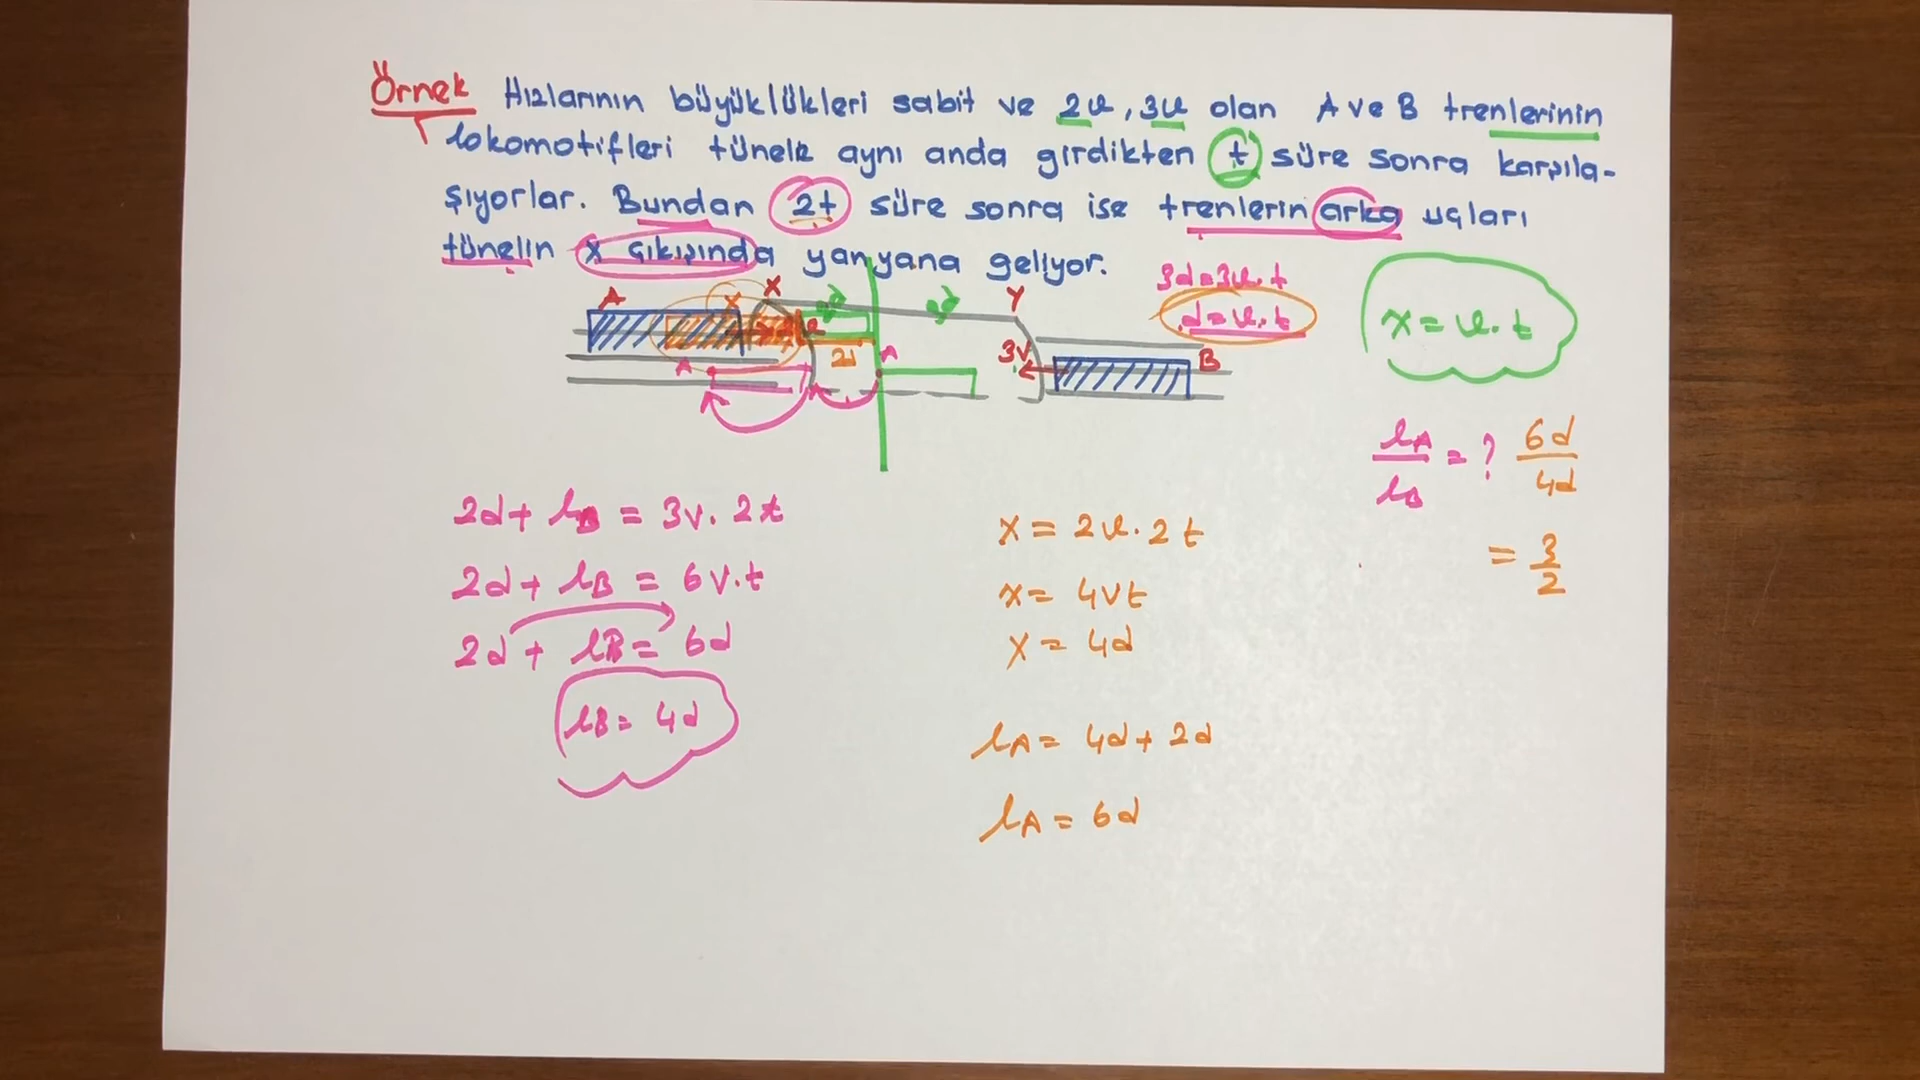 Örnek Hızlarının büyüklükleri sabit ve 2v, 3v olan A ve B trenlerinin
lokomotifleri tünele aynı anda girdikten t süre sonra karşıla-
şıyorlar. Bundan 2t süre sonra ise trenlerin arka uçları
tünelin x çıkışında yanyana geliyor.
3d=3v.t
d=v.t
x = v.t
A X X Y
3v B
A 2d A
lA/lB = ? 6d/4d
= 3/2
2d + lB = 3v. 2t
2d + lB = 6v.t
2d + lB = 6d
lB = 4d
x = 2v.2t
x = 4vt
x = 4d
lA = 4d + 2d
lA = 6d